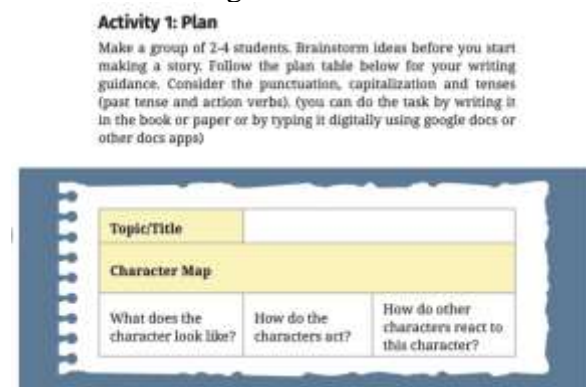 Activity 1: Plan
Make a group of 2-4 students. Brainstorm ideas before you start
making a story. Follow the plan table below for your writing
guidance. Consider the punctuation, capitalization and tenses
(past tense and action verbs). (you can do the task by writing it
in the book or paper or by typing it digitally using google docs or
other docs apps)
Topic/Title
Character Map
What does the
character look like?
How do the
characters act?
How do other
characters react to
this character?